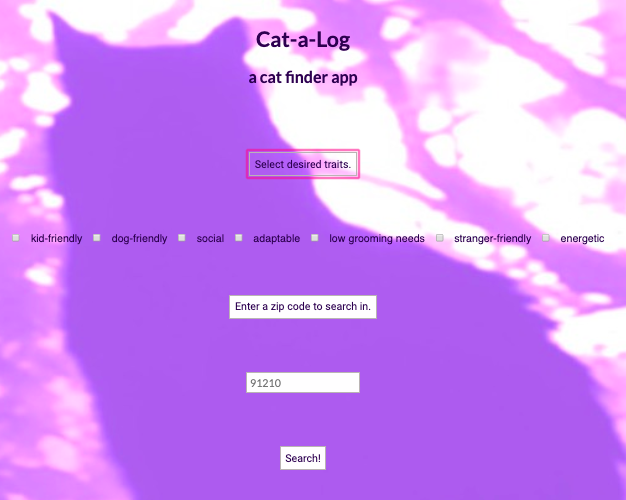 Cat-a-Log
a cat finder app
Select desired traits.
kid-friendly dog-friendly social adaptable low grooming needs stranger-friendly energetic
Enter a zip code to search in.
91210
Search!